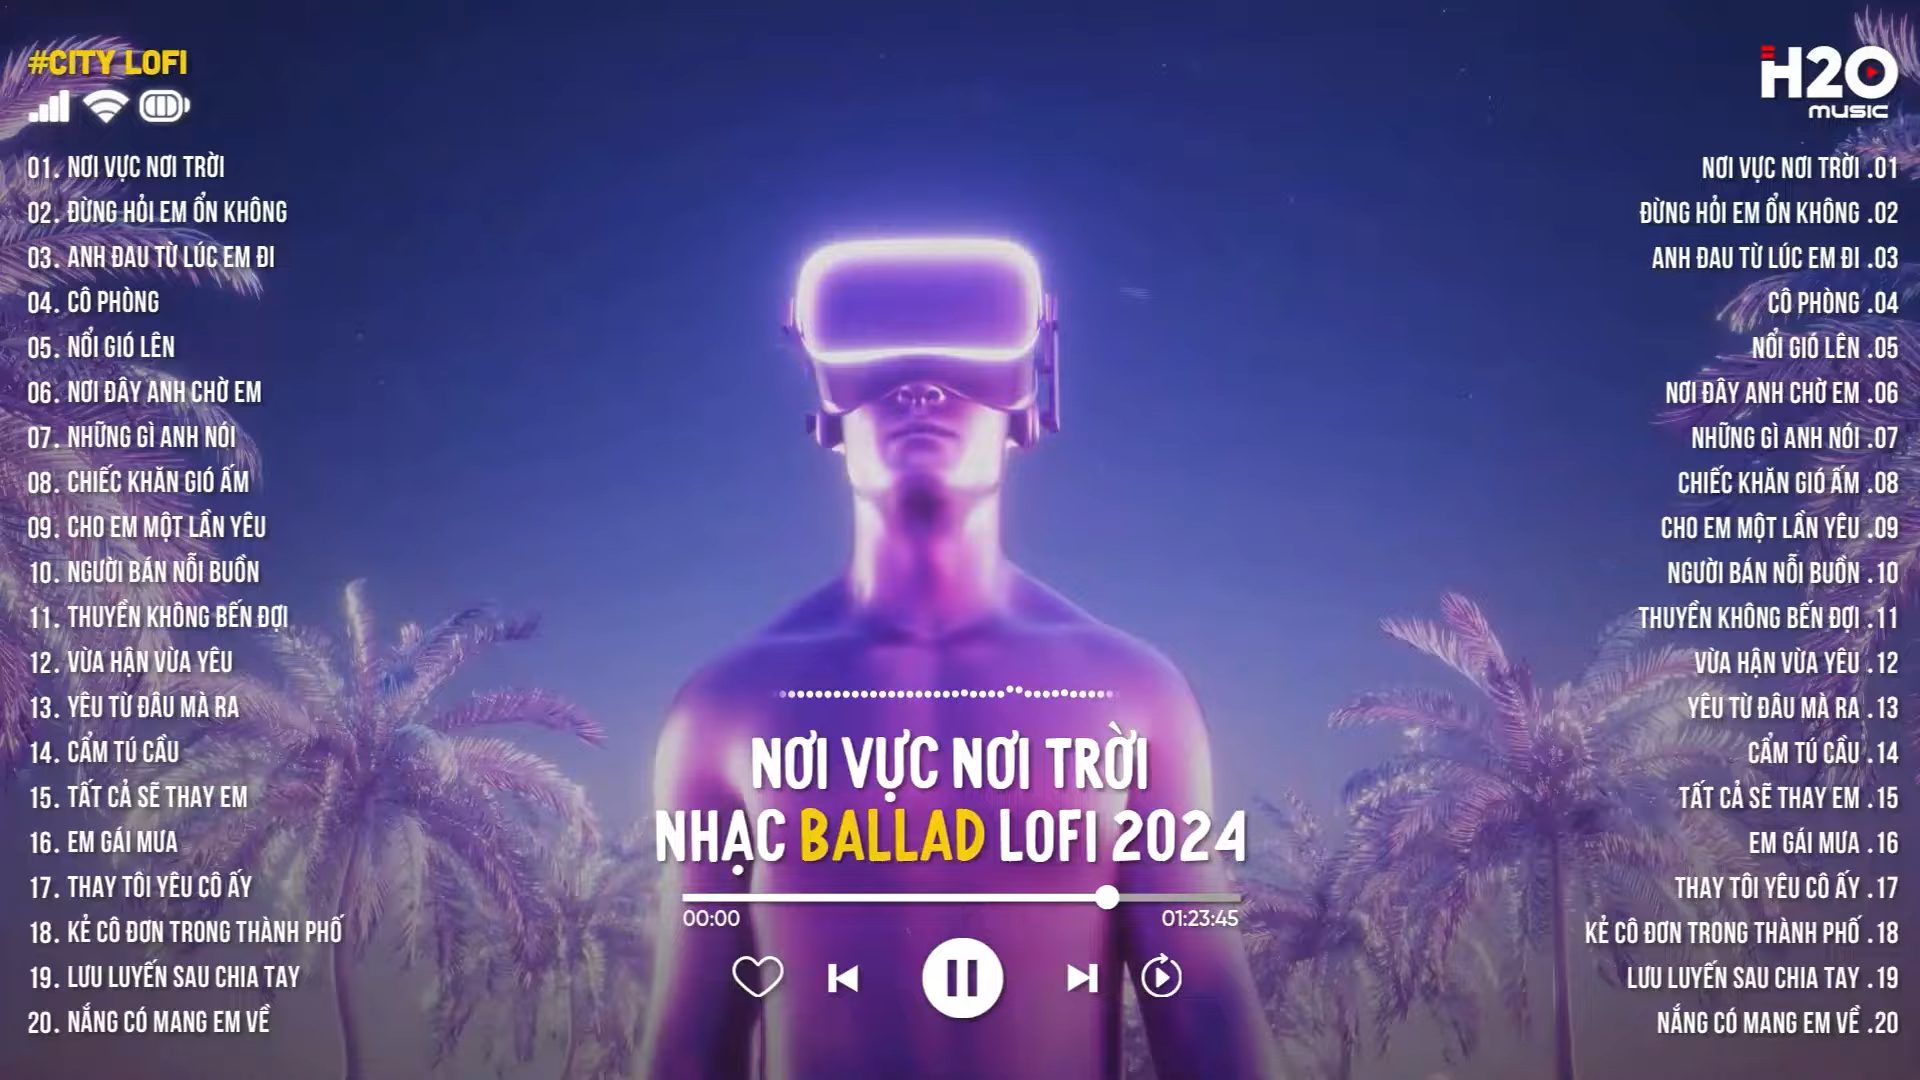 #CITY LOFI
01. NƠI VỰC NƠI TRỜI
02. ĐỪNG HỎI EM ỔN KHÔNG
03. ANH ĐAU TỪ LÚC EM ĐI
04. CÔ PHÒNG
05. NỔI GIÓ LÊN
06. NƠI ĐÂY ANH CHỜ EM
07. NHỮNG GÌ ANH NÓI
08. CHIẾC KHĂN GIÓ ẤM
09. CHO EM MỘT LẦN YÊU
10. NGƯỜI BÁN NỖI BUỒN
11. THUYỀN KHÔNG BẾN ĐỢI
12. VỪA HẬN VỪA YÊU
13. YÊU TỪ ĐÂU MÀ RA
14. CẨM TÚ CẦU
15. TẤT CẢ SẼ THAY EM
16. EM GÁI MƯA
17. THAY TÔI YÊU CÔ ẤY
18. KẺ CÔ ĐƠN TRONG THÀNH PHỐ
19. LƯU LUYẾN SAU CHIA TAY
20. NẮNG CÓ MANG EM VỀ
NƠI VỰC NƠI TRỜI
NHẠC BALLAD LOFI 2024
00:00 01:23:45
H2O
MUSIC
NƠI VỰC NƠI TRỜI .01
ĐỪNG HỎI EM ỔN KHÔNG .02
ANH ĐAU TỪ LÚC EM ĐI .03
CÔ PHÒNG .04
NỔI GIÓ LÊN .05
NƠI ĐÂY ANH CHỜ EM .06
NHỮNG GÌ ANH NÓI .07
CHIẾC KHĂN GIÓ ẤM .08
CHO EM MỘT LẦN YÊU .09
NGƯỜI BÁN NỖI BUỒN .10
THUYỀN KHÔNG BẾN ĐỢI .11
VỪA HẬN VỪA YÊU .12
YÊU TỪ ĐÂU MÀ RA .13
CẨM TÚ CẦU .14
TẤT CẢ SẼ THAY EM .15
EM GÁI MƯA .16
THAY TÔI YÊU CÔ ẤY .17
KẺ CÔ ĐƠN TRONG THÀNH PHỐ .18
LƯU LUYẾN SAU CHIA TAY .19
NẮNG CÓ MANG EM VỀ .20